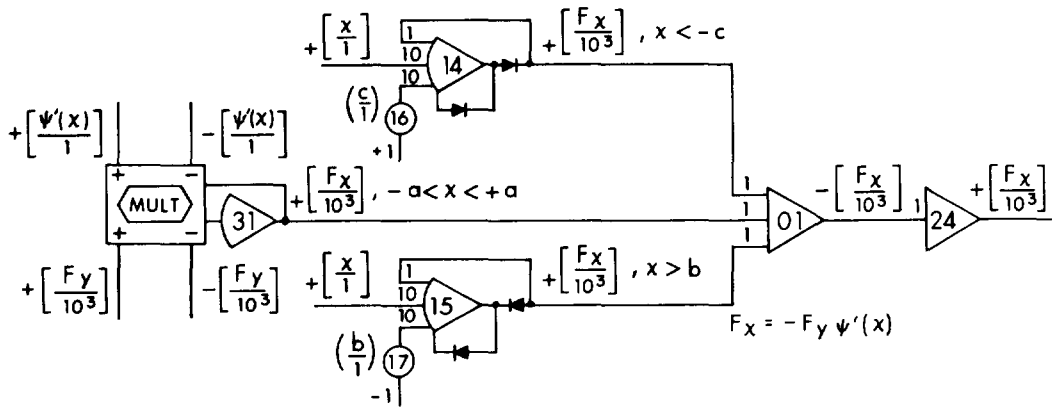 +[x/1]
1
10
10
14
+[Fx/10³], x < -c
(c/1)
16
+1
+[ψ'(x)/1]
-[ψ'(x)/1]
+ -
MULT
+ -
31
+[Fx/10³], -a < x < +a
+[Fy/10³]
-[Fy/10³]
1
1
1
01
-[Fx/10³]
1
24
+[Fx/10³]
+[x/1]
1
10
10
15
+[Fx/10³], x > b
(b/1)
17
-1
Fx = -Fy ψ'(x)